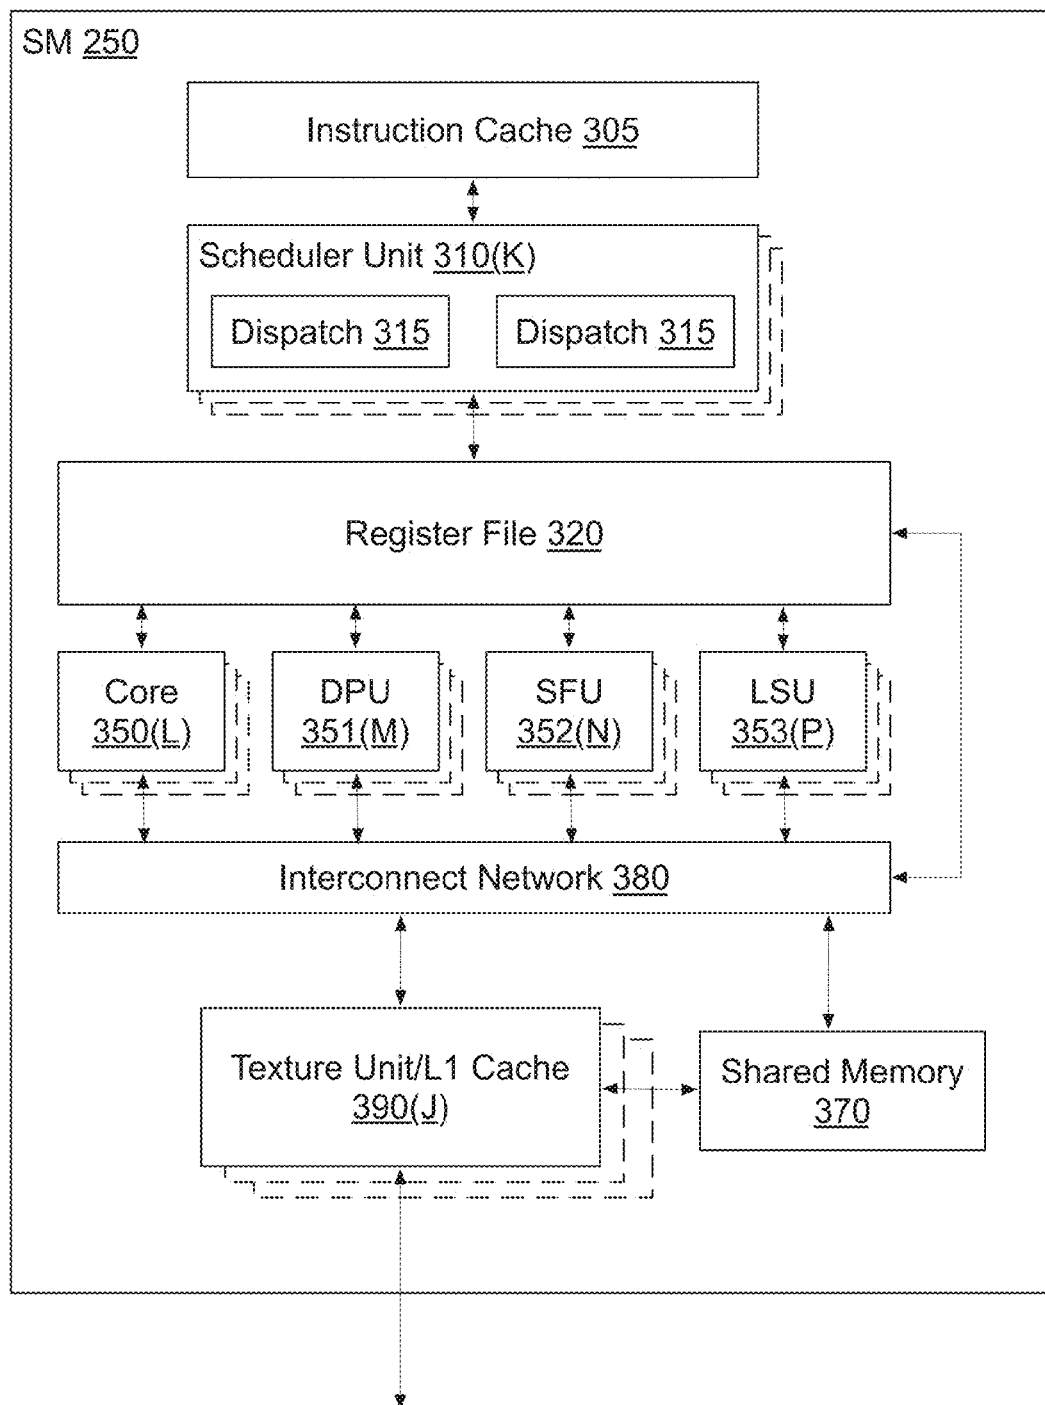 SM 250
Instruction Cache 305
Scheduler Unit 310(K)
Dispatch 315
Dispatch 315
Register File 320
Core
350(L)
DPU
351(M)
SFU
352(N)
LSU
353(P)
Interconnect Network 380
Texture Unit/L1 Cache
390(J)
Shared Memory
370